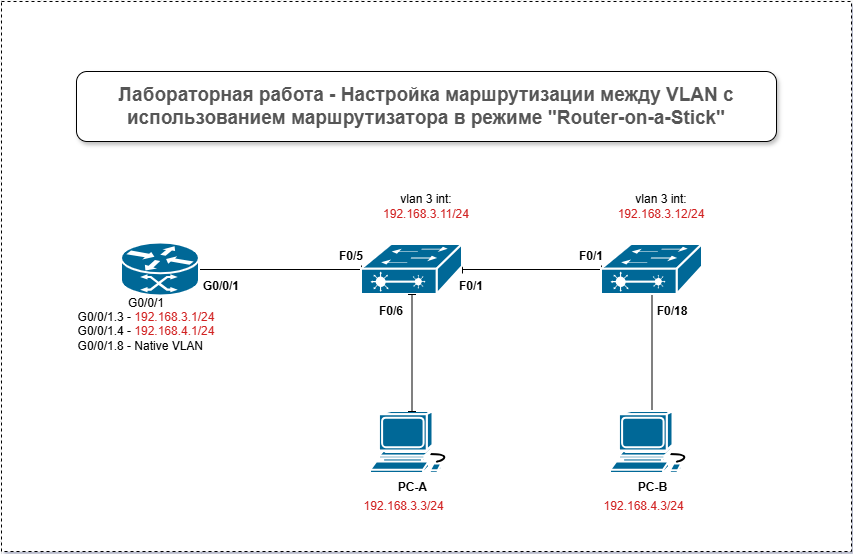 Лабораторная работа - Настройка маршрутизации между VLAN с
использованием маршрутизатора в режиме "Router-on-a-Stick"
vlan 3 int:
192.168.3.11/24
vlan 3 int:
192.168.3.12/24
F0/5
F0/1
G0/0/1
F0/1
G0/0/1
G0/0/1.3 - 192.168.3.1/24
G0/0/1.4 - 192.168.4.1/24
G0/0/1.8 - Native VLAN
F0/6
F0/18
PC-A
192.168.3.3/24
PC-B
192.168.4.3/24